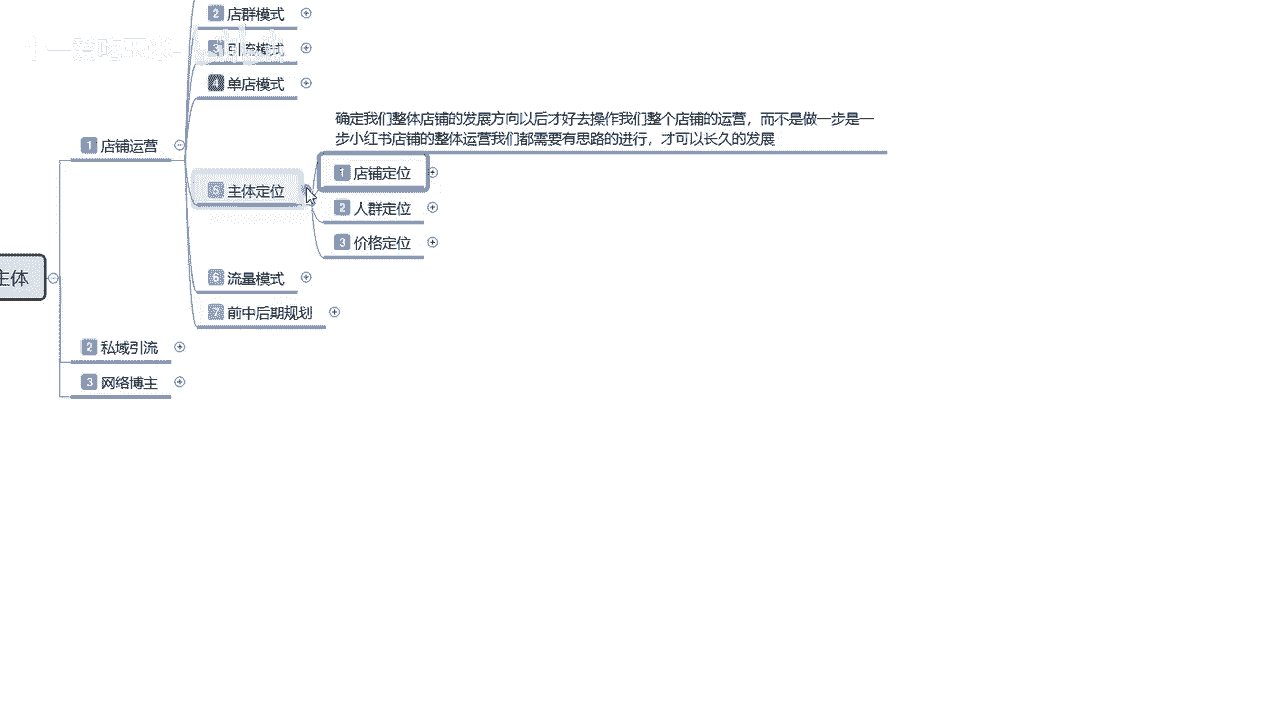 2 店群模式
3 引流模式
4 单店模式
1 店铺运营
确定我们整体店铺的发展方向以后才好去操作我们整个店铺的运营，而不是做一步是一
步小红书店铺的整体运营我们都需要有思路的进行，才可以长久的发展
1 店铺定位
5 主体定位
2 人群定位
3 价格定位
主体
6 流量模式
7 前中后期规划
2 私域引流
3 网络博主